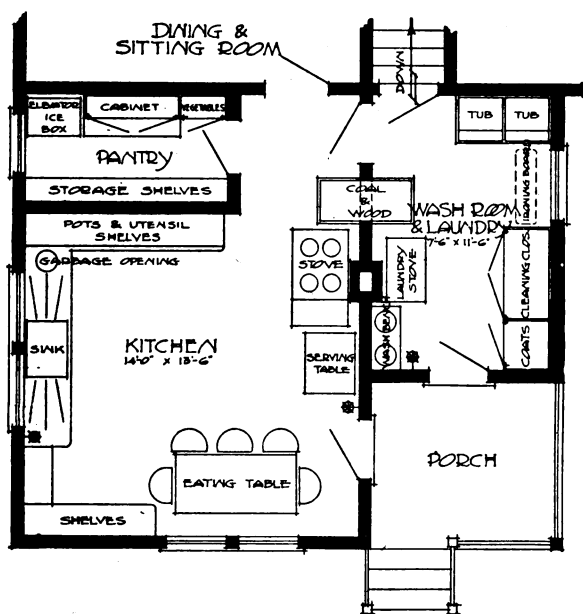 DINING &
SITTING ROOM
DOWN
ELEVATOR
ICE
BOX
CABINET
VEGETABLES
TUB
TUB
PANTRY
STORAGE SHELVES
COAL
&
WOOD
IRONING BOARD
WASH ROOM
& LAUNDRY
7'-6" x 11'-6"
POTS & UTENSIL
SHELVES
GARBAGE OPENING
STOVE
LAUNDRY
STOVE
CLEANING CLOS.
SINK
KITCHEN
14'-0" x 13'-6"
WASH BENCH
SERVING
TABLE
COATS
PORCH
EATING TABLE
SHELVES